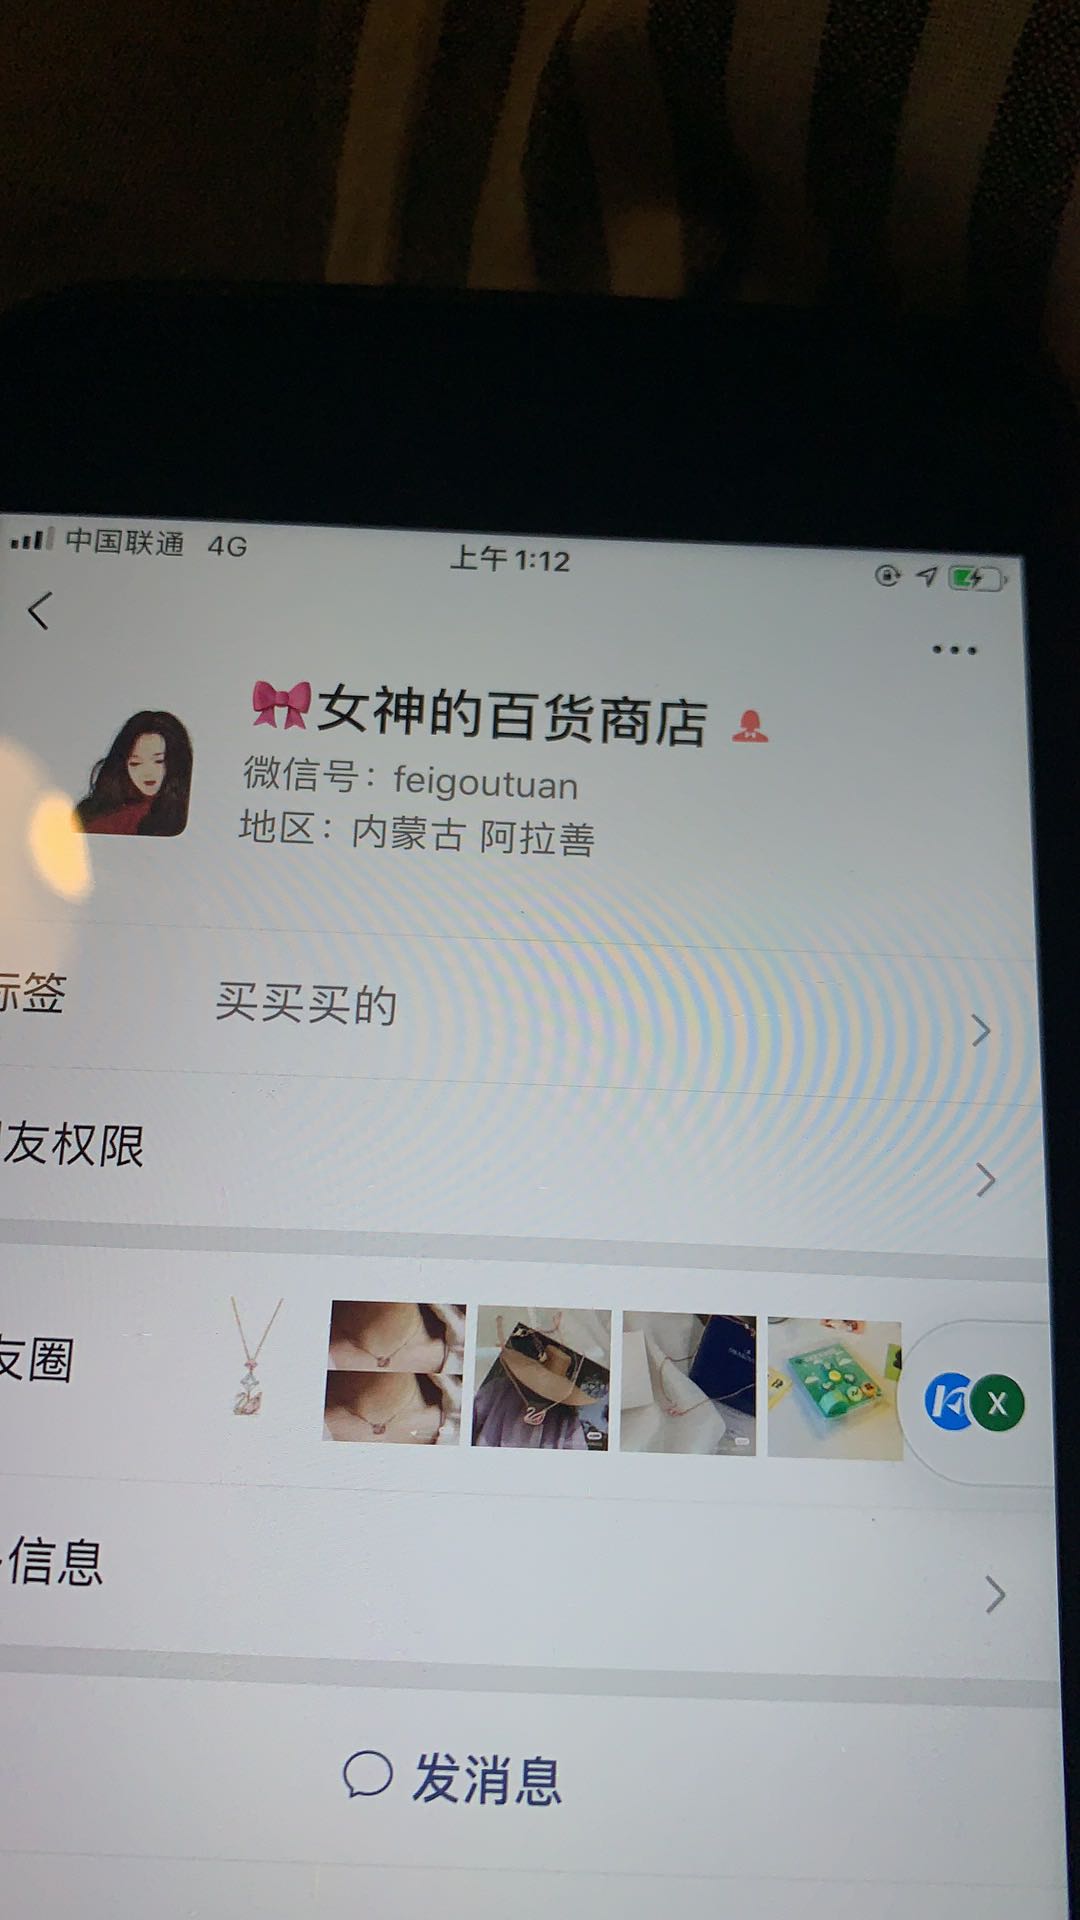 中国联通 4G
上午1:12
女神的百货商店
微信号：feigoutuan
地区：内蒙古 阿拉善
标签 买买买的
友权限
友圈
X
信息
发消息